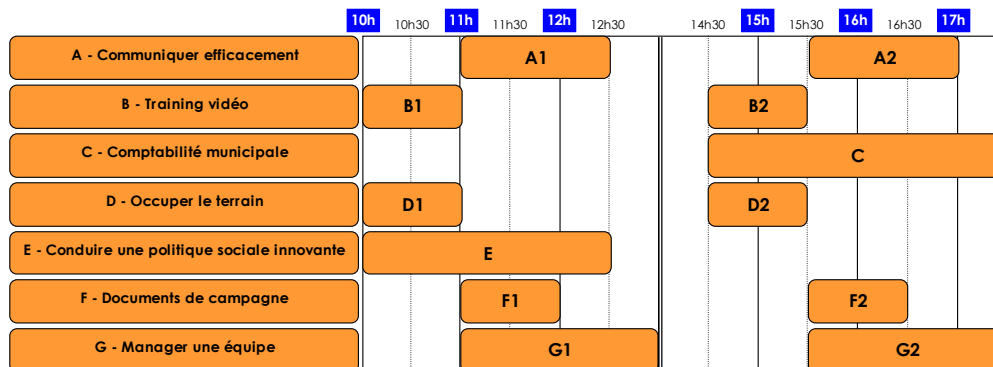 10h 10h30 11h 11h30 12h 12h30 14h30 15h 15h30 16h 16h30 17h
A - Communiquer efficacement A1 A2
B - Training vidéo B1 B2
C - Comptabilité municipale C
D - Occuper le terrain D1 D2
E - Conduire une politique sociale innovante E
F - Documents de campagne F1 F2
G - Manager une équipe G1 G2